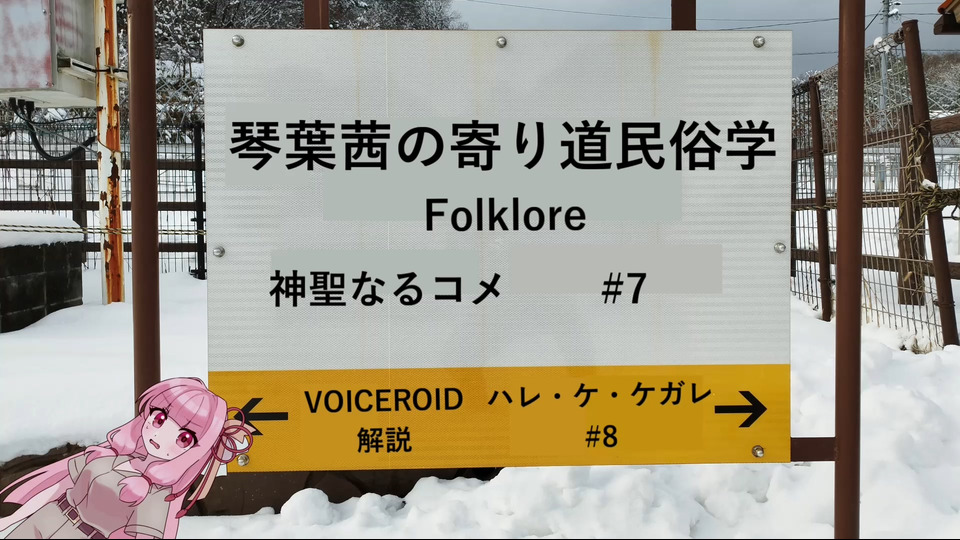 琴葉茜の寄り道民俗学
Folklore
神聖なるコメ #7
VOICEROID ハレ・ケ・ケガレ
解説 #8